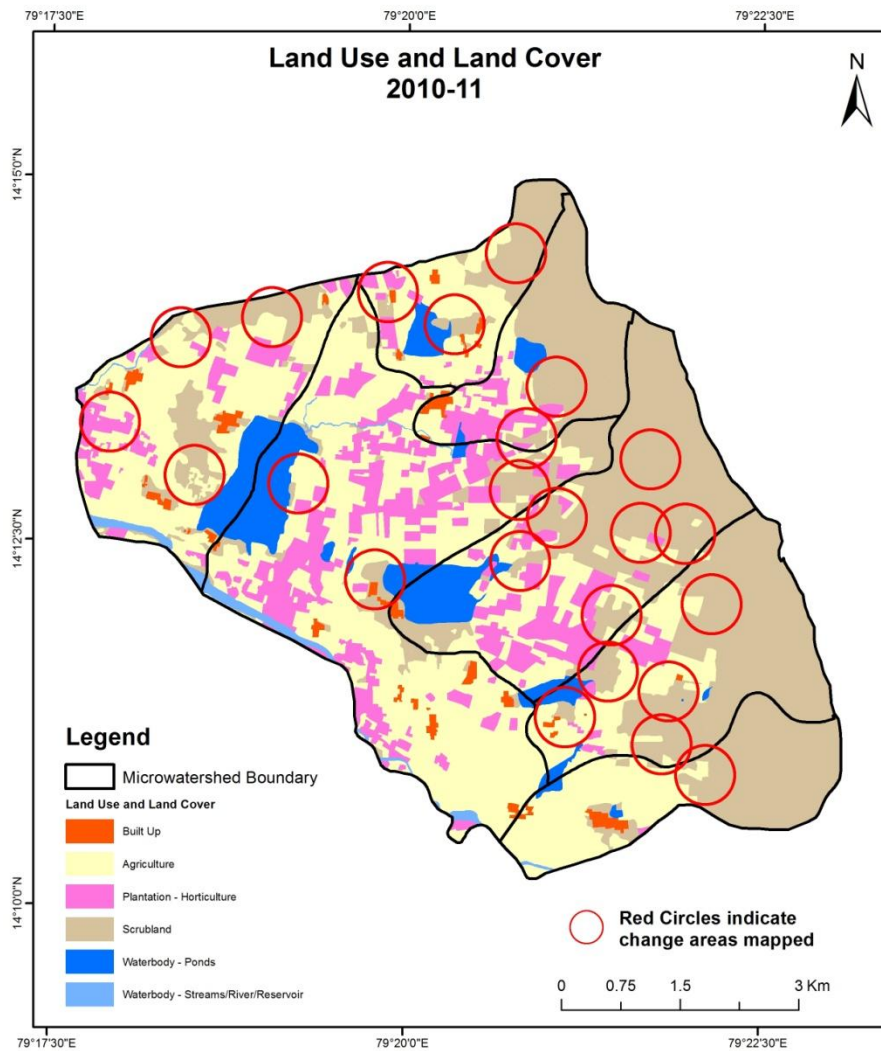 79°17'30"E
79°20'0"E
79°22'30"E
Land Use and Land Cover
2010-11
N
14°15'0"N
14°12'30"N
14°10'0"N
Legend
Microwatershed Boundary
Land Use and Land Cover
Built Up
Agriculture
Plantation - Horticulture
Scrubland
Waterbody - Ponds
Waterbody - Streams/River/Reservoir
Red Circles indicate
change areas mapped
0 0.75 1.5 3 Km
79°17'30"E
79°20'0"E
79°22'30"E